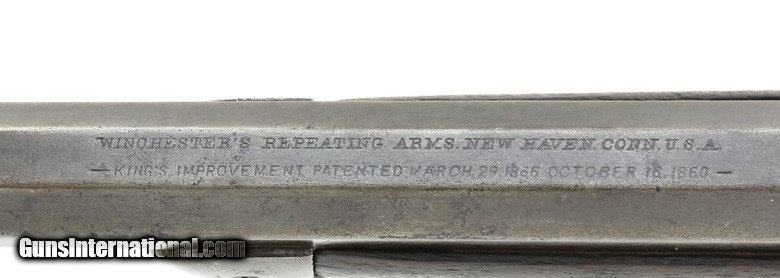 WINCHESTER'S REPEATING ARMS. NEW HAVEN. CONN. U.S.A.
— KING'S IMPROVEMENT PATENTED MARCH 29. 1866. OCTOBER 16. 1860 —
GunsInternational.com